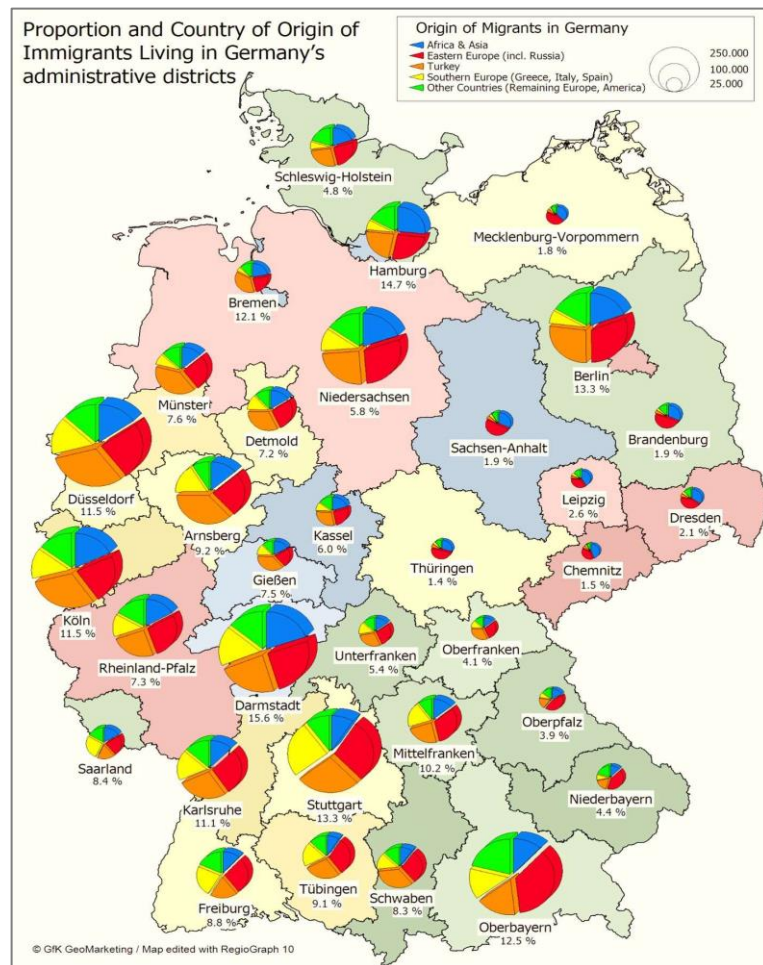 Proportion and Country of Origin of
Immigrants Living in Germany's
administrative districts
Origin of Migrants in Germany
Africa & Asia
Eastern Europe (incl. Russia)
Turkey
Southern Europe (Greece, Italy, Spain)
Other Countries (Remaining Europe, America)
250.000
100.000
25.000
Schleswig-Holstein
4.8 %
Mecklenburg-Vorpommern
1.8 %
Hamburg
14.7 %
Bremen
12.1 %
Niedersachsen
5.8 %
Berlin
13.3 %
Münster
7.6 %
Detmold
7.2 %
Sachsen-Anhalt
1.9 %
Brandenburg
1.9 %
Düsseldorf
11.5 %
Arnsberg
9.2 %
Kassel
6.0 %
Leipzig
2.6 %
Dresden
2.1 %
Gießen
7.5 %
Thüringen
1.4 %
Chemnitz
1.5 %
Köln
11.5 %
Rheinland-Pfalz
7.3 %
Darmstadt
15.6 %
Unterfranken
5.4 %
Oberfranken
4.1 %
Oberpfalz
3.9 %
Saarland
8.4 %
Karlsruhe
11.1 %
Stuttgart
13.3 %
Mittelfranken
10.2 %
Niederbayern
4.4 %
Freiburg
8.8 %
Tübingen
9.1 %
Schwaben
8.3 %
Oberbayern
12.5 %
© GfK GeoMarketing / Map edited with RegioGraph 10